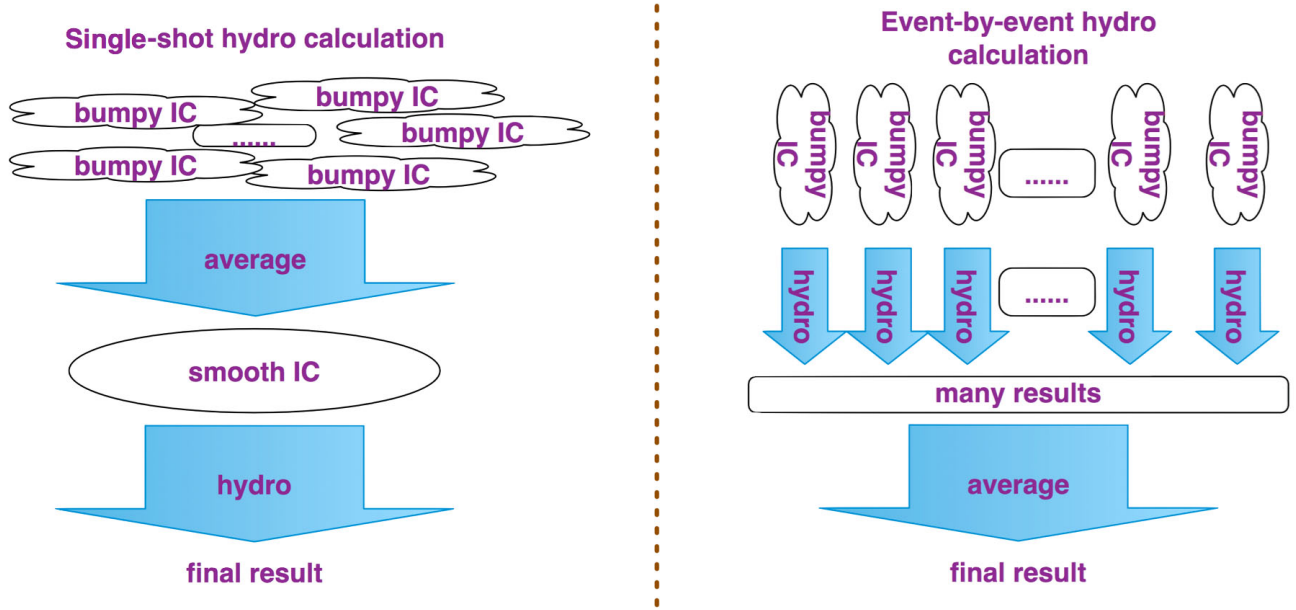 Single-shot hydro calculation
bumpy IC
bumpy IC
bumpy IC
......
bumpy IC
bumpy IC
average
smooth IC
hydro
final result
Event-by-event hydro
calculation
bumpy
IC
bumpy
IC
bumpy
IC
......
bumpy
IC
bumpy
IC
hydro
hydro
hydro
......
hydro
hydro
many results
average
final result